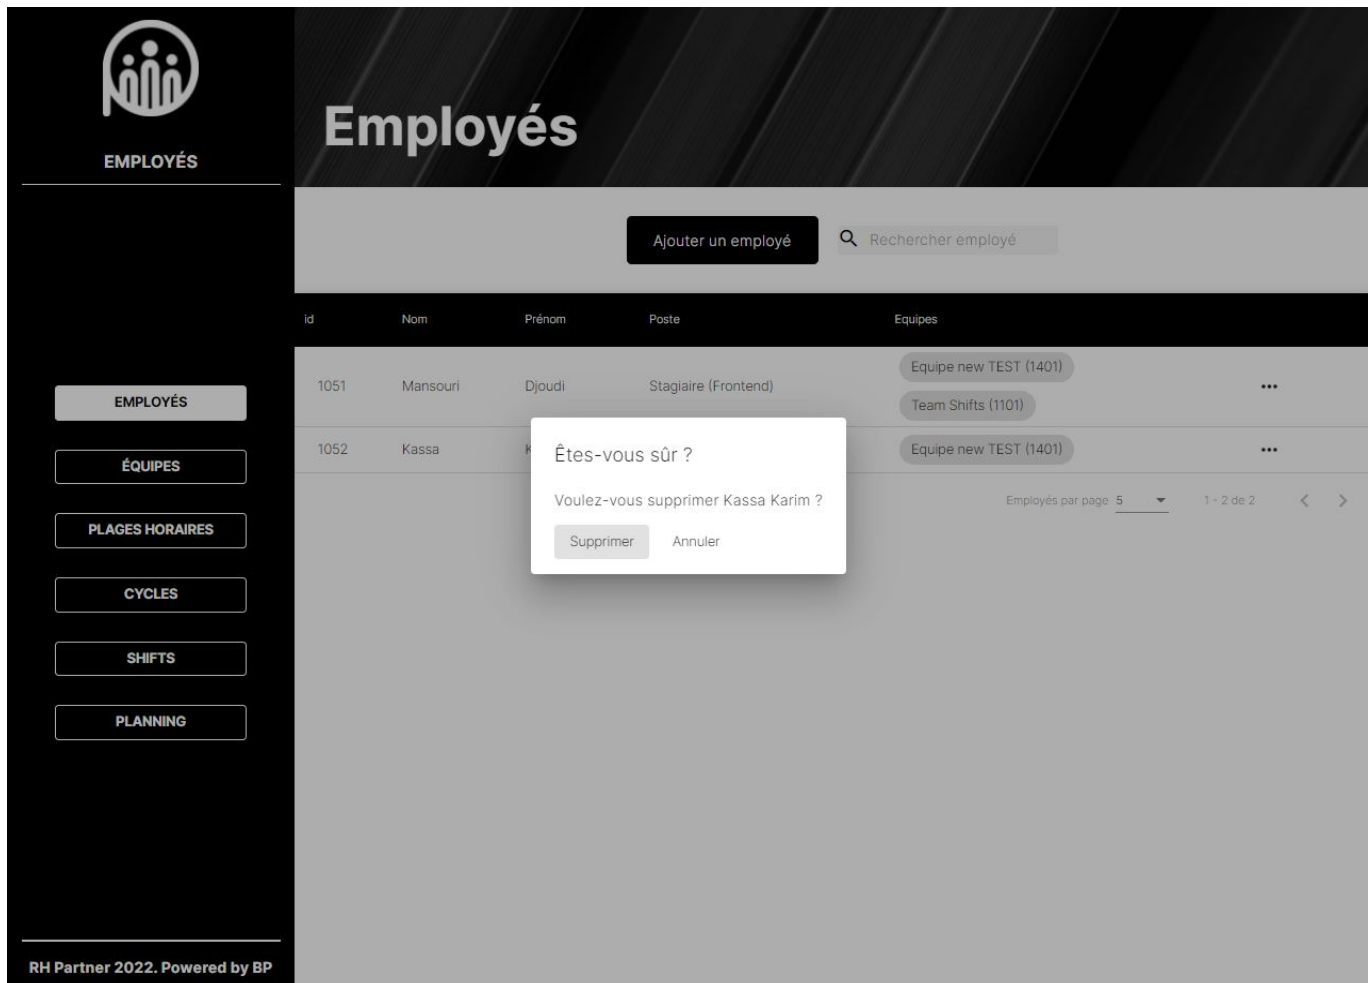 EMPLOYÉS
Employés
Ajouter un employé
Rechercher employé
id Nom Prénom Poste Equipes
1051 Mansouri Djoudi Stagiaire (Frontend) Equipe new TEST (1401)
Team Shifts (1101)
1052 Kassa Equipe new TEST (1401)
Employés par page 5 1 - 2 de 2
Êtes-vous sûr ?
Voulez-vous supprimer Kassa Karim ?
Supprimer Annuler
EMPLOYÉS
ÉQUIPES
PLAGES HORAIRES
CYCLES
SHIFTS
PLANNING
RH Partner 2022. Powered by BP